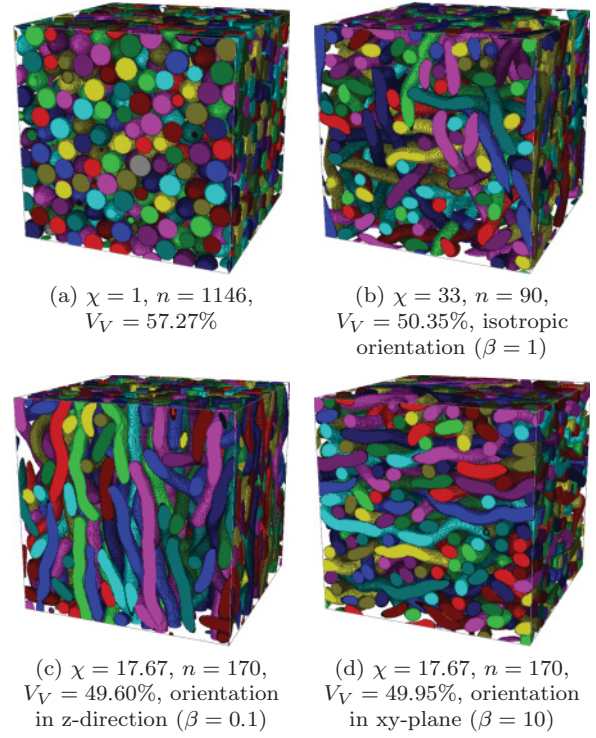 (a) χ = 1, n = 1146,
V_V = 57.27%
(b) χ = 33, n = 90,
V_V = 50.35%, isotropic
orientation (β = 1)
(c) χ = 17.67, n = 170,
V_V = 49.60%, orientation
in z-direction (β = 0.1)
(d) χ = 17.67, n = 170,
V_V = 49.95%, orientation
in xy-plane (β = 10)